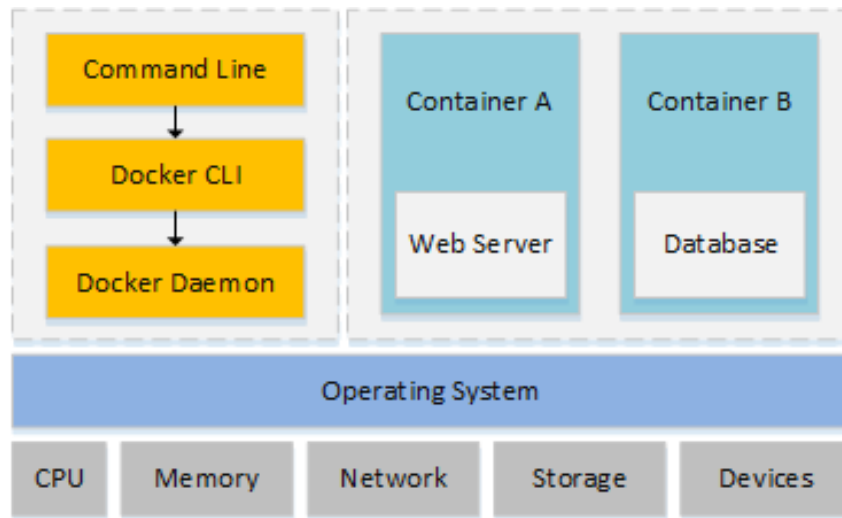 Command Line
Docker CLI
Docker Daemon
Container A
Web Server
Container B
Database
Operating System
CPU
Memory
Network
Storage
Devices